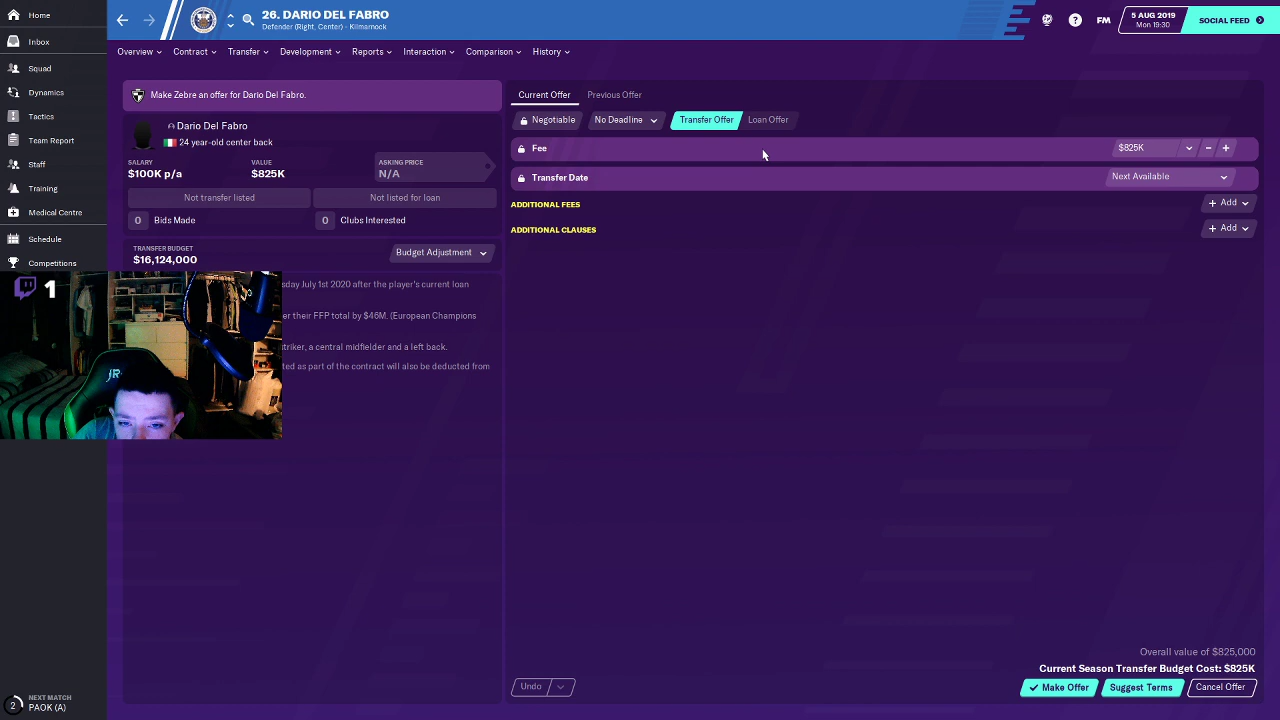 Home
Inbox
Squad
Dynamics
Tactics
Team Report
Staff
Training
Medical Centre
Schedule
Competitions
1
2
NEXT MATCH
PAOK (A)
26. DARIO DEL FABRO
Defender (Right, Center) - Kilmarnock
FM
5 AUG 2019
Mon 19:30
SOCIAL FEED
Overview
Contract
Transfer
Development
Reports
Interaction
Comparison
History
Make Zebre an offer for Dario Del Fabro.
Dario Del Fabro
24 year-old center back
SALARY
$100K p/a
VALUE
$825K
ASKING PRICE
N/A
Not transfer listed
Not listed for loan
0 Bids Made
0 Clubs Interested
TRANSFER BUDGET
$16,124,000
Budget Adjustment
sday July 1st 2020 after the player's current loan
er their FFP total by $46M. (European Champions
triker, a central midfielder and a left back.
ted as part of the contract will also be deducted from
Current Offer
Previous Offer
Negotiable
No Deadline
Transfer Offer
Loan Offer
Fee
$825K
Transfer Date
Next Available
ADDITIONAL FEES
+ Add
ADDITIONAL CLAUSES
+ Add
Overall value of $825,000
Current Season Transfer Budget Cost: $825K
Undo
Make Offer
Suggest Terms
Cancel Offer